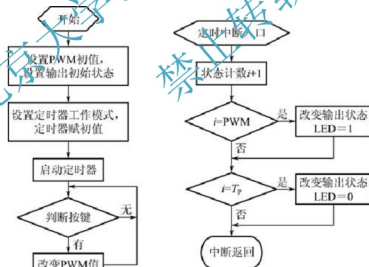 开始
设置PWM初值,
设置输出初始状态
设置定时器工作模式,
定时器赋初值
启动定时器
判断按键
无
有
改变PWM值
定时中断入口
状态计数i+1
i=PWM
是
改变输出状态
LED=1
否
i=Tp
是
改变输出状态
LED=0
否
中断返回
禁止转